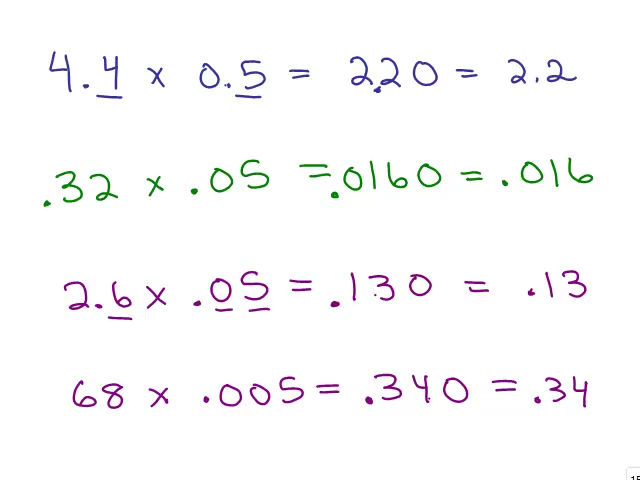 4.4 x 0.5 = 2.20 = 2.2
.32 x .05 = .0160 = .016
2.6 x .05 = .130 = .13
68 x .005 = .340 = .34